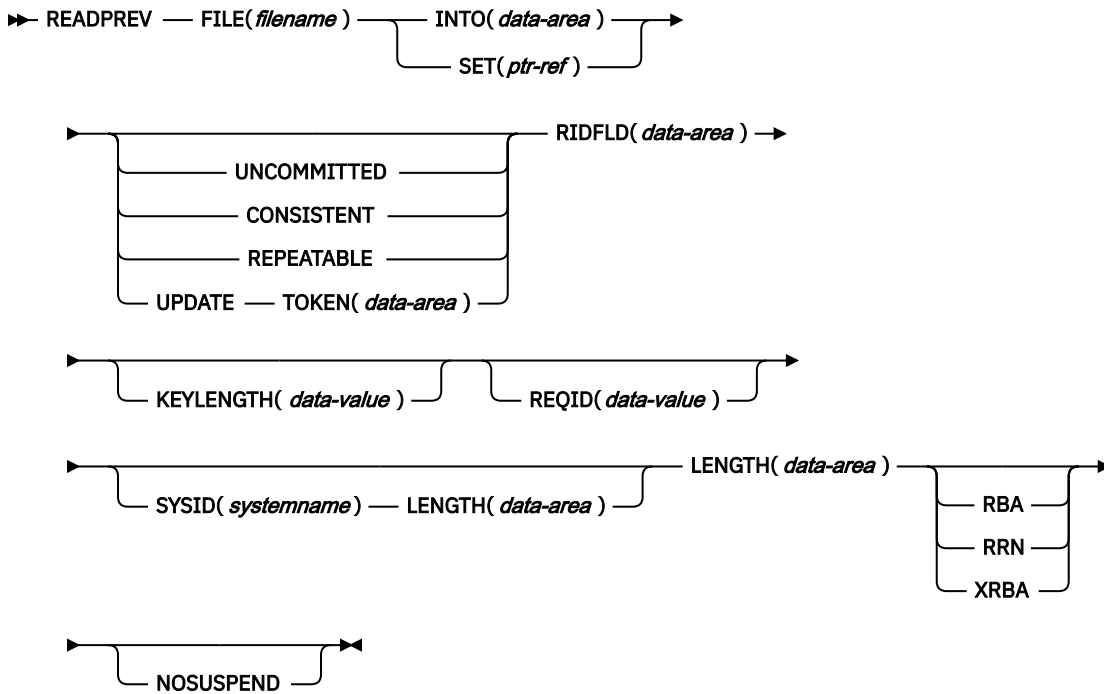 READPREV FILE(filename) INTO(data-area)
SET(ptr-ref)
RIDFLD(data-area)
UNCOMMITTED
CONSISTENT
REPEATABLE
UPDATE TOKEN(data-area)
KEYLENGTH(data-value) REQID(data-value)
LENGTH(data-area)
SYSID(systemname) LENGTH(data-area)
RBA
RRN
XRBA
NOSUSPEND